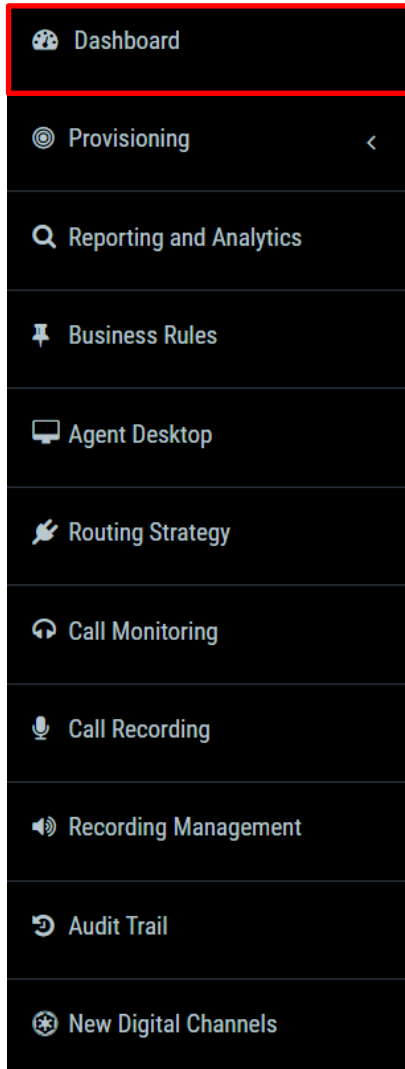 Dashboard
Provisioning
Reporting and Analytics
Business Rules
Agent Desktop
Routing Strategy
Call Monitoring
Call Recording
Recording Management
Audit Trail
New Digital Channels